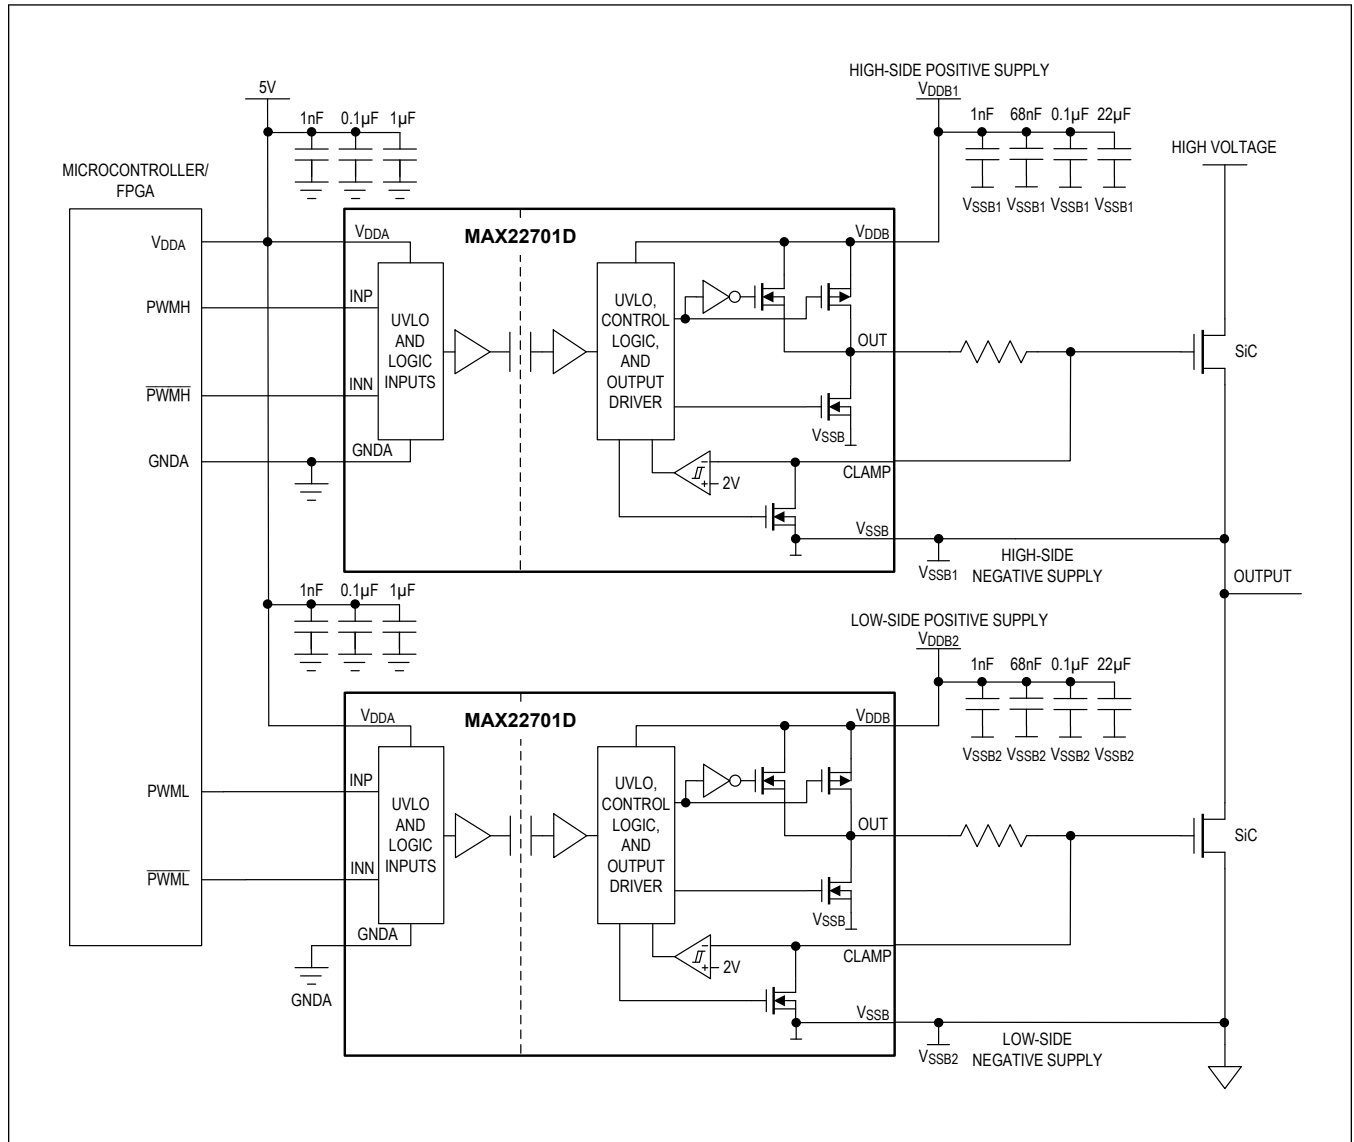 HIGH-SIDE POSITIVE SUPPLY
VDDB1
5V
1nF 0.1µF 1µF
1nF 68nF 0.1µF 22µF
VSSB1 VSSB1 VSSB1 VSSB1
HIGH VOLTAGE
MICROCONTROLLER/
FPGA
VDDA
PWMH
PWMH
GNDA
VDDA
MAX22701D
VDDB
INP
UVLO
AND
LOGIC
INPUTS
INN
GNDA
UVLO,
CONTROL
LOGIC,
AND
OUTPUT
DRIVER
OUT
VSSB
SiC
CLAMP
- + 2V
VSSB
VSSB1
HIGH-SIDE
NEGATIVE SUPPLY
OUTPUT
1nF 0.1µF 1µF
LOW-SIDE POSITIVE SUPPLY
VDDB2
1nF 68nF 0.1µF 22µF
VSSB2 VSSB2 VSSB2 VSSB2
PWML
PWML
VDDA
MAX22701D
VDDB
INP
UVLO
AND
LOGIC
INPUTS
INN
GNDA
GNDA
UVLO,
CONTROL
LOGIC,
AND
OUTPUT
DRIVER
OUT
VSSB
SiC
CLAMP
- + 2V
VSSB
VSSB2
LOW-SIDE
NEGATIVE SUPPLY